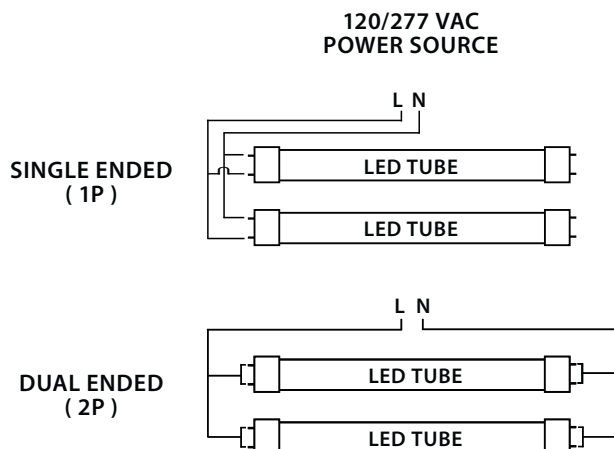 120/277 VAC
POWER SOURCE
L N
SINGLE ENDED
( 1P )
LED TUBE
LED TUBE
L N
DUAL ENDED
( 2P )
LED TUBE
LED TUBE